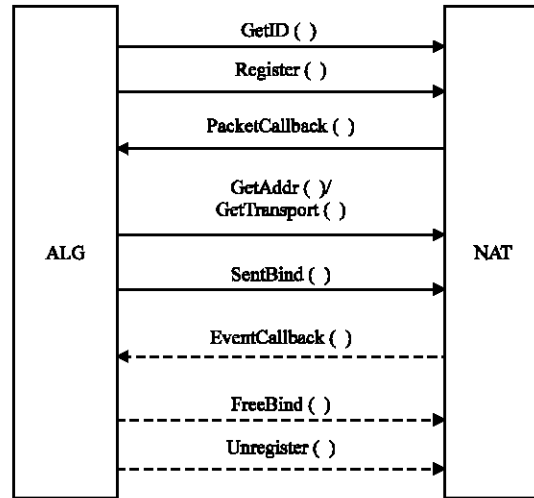 GetID ( )
Register ( )
PacketCallback ( )
GetAddr ( )/
GetTransport ( )
ALG
NAT
SentBind ( )
EventCallback ( )
FreeBind ( )
Unregister ( )